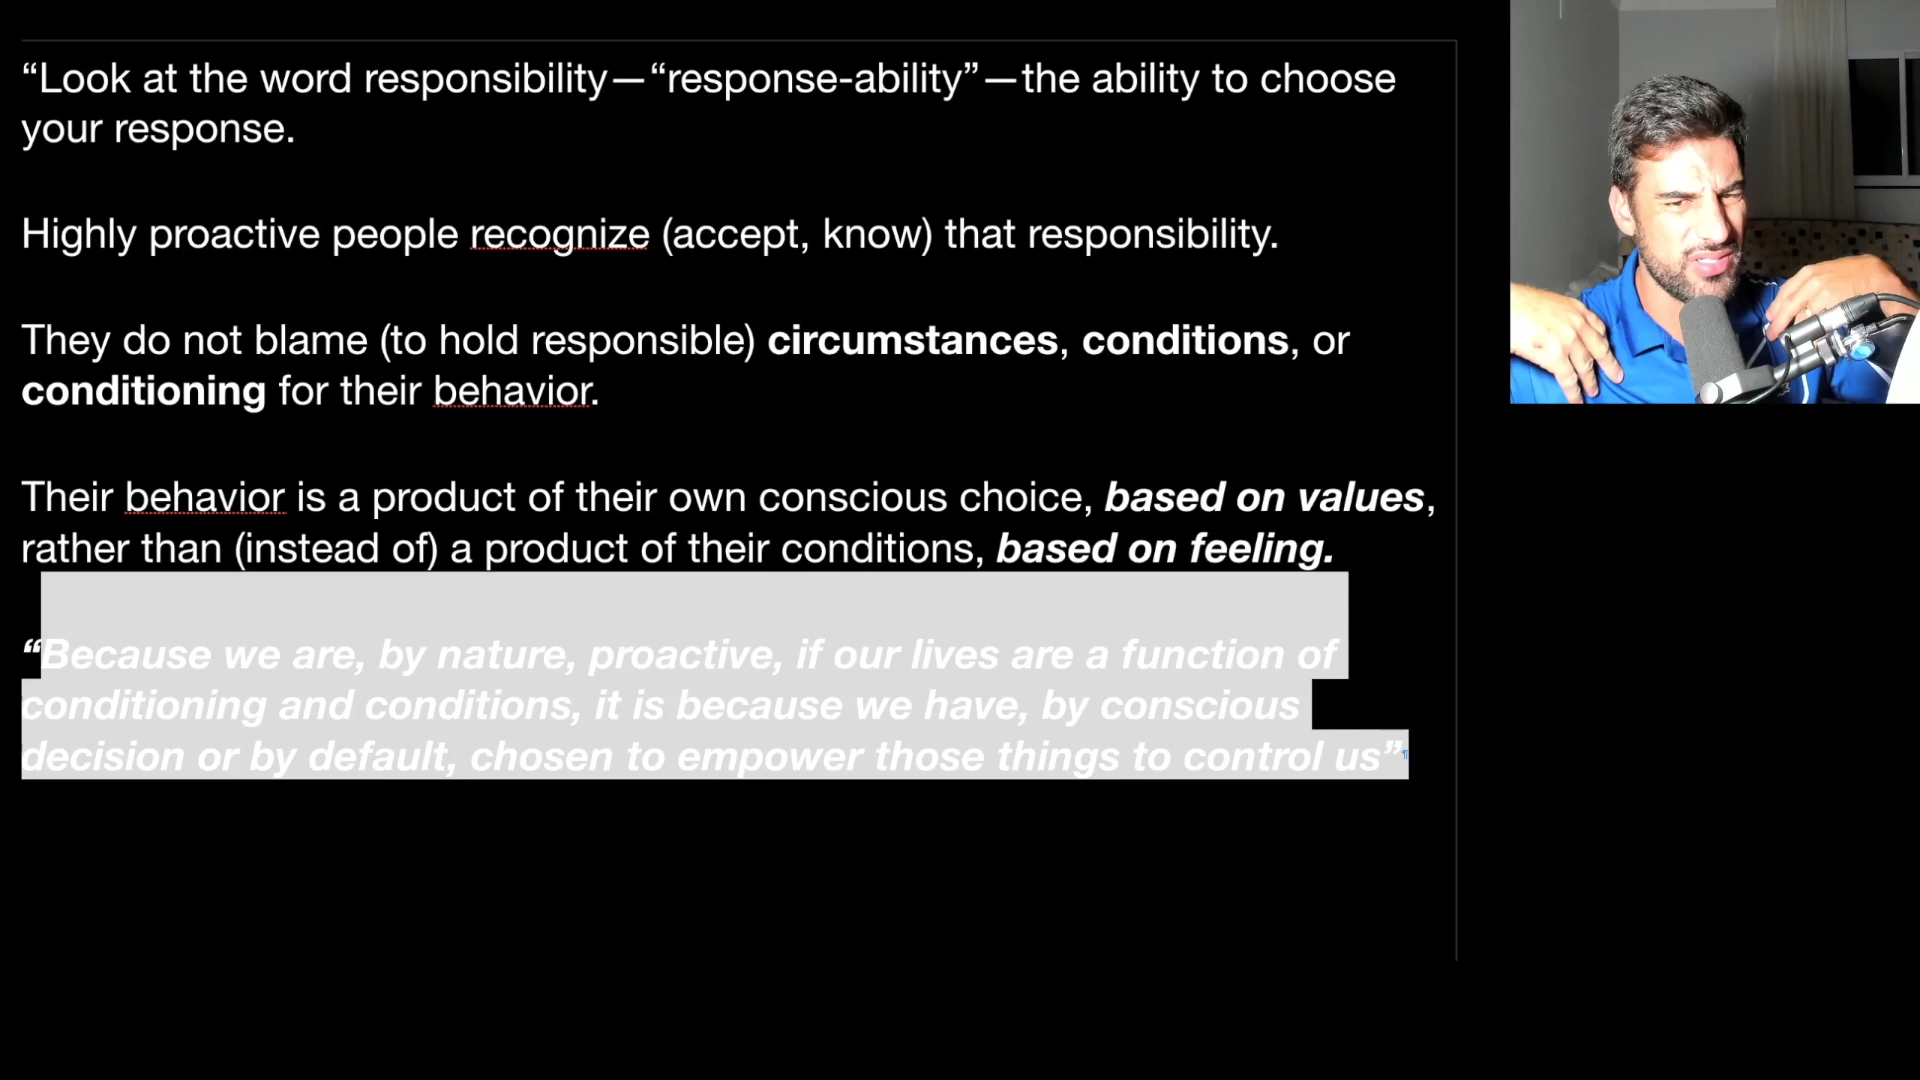 “Look at the word responsibility—“response-ability”—the ability to choose
your response.
Highly proactive people recognize (accept, know) that responsibility.
They do not blame (to hold responsible) circumstances, conditions, or
conditioning for their behavior.
Their behavior is a product of their own conscious choice, based on values,
rather than (instead of) a product of their conditions, based on feeling.
“Because we are, by nature, proactive, if our lives are a function of
conditioning and conditions, it is because we have, by conscious
decision or by default, chosen to empower those things to control us”